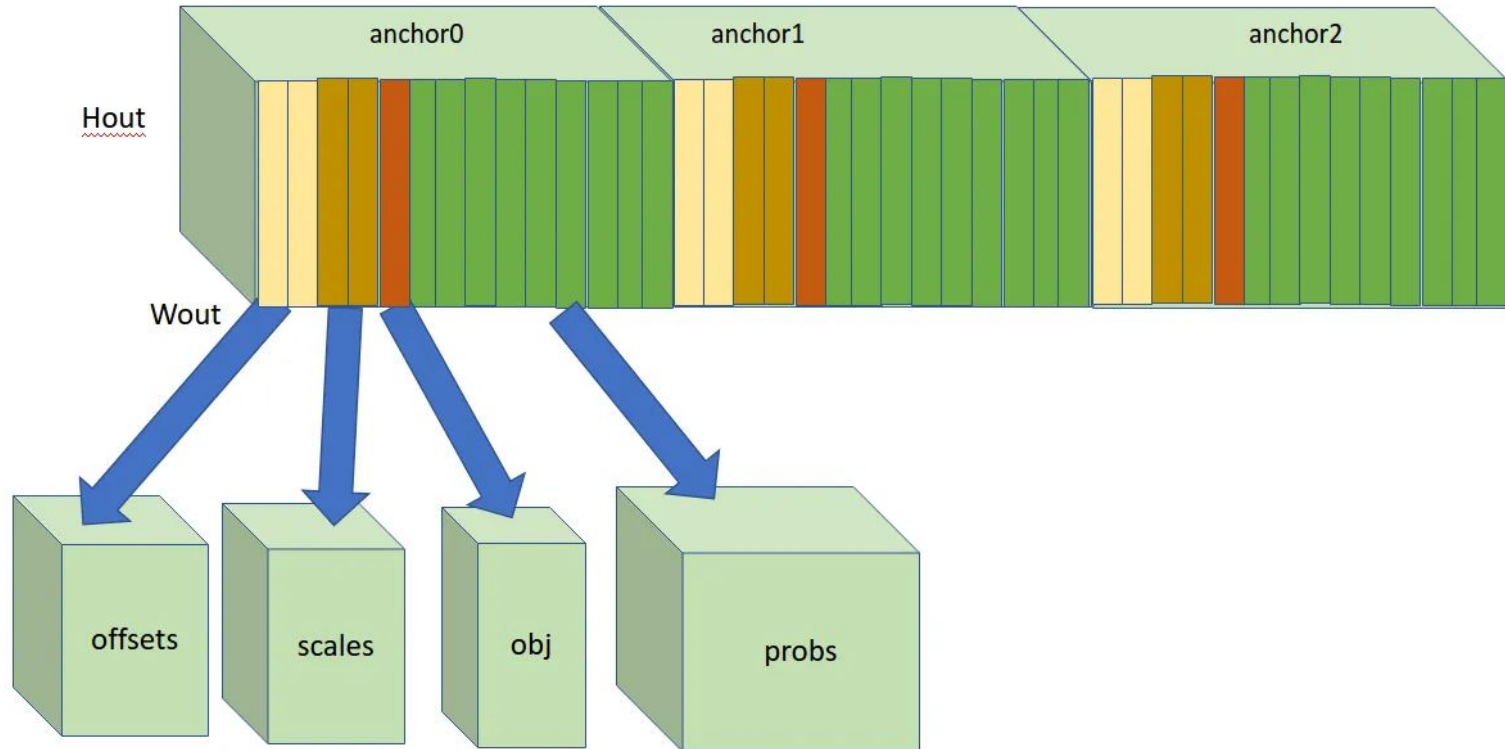 anchor0
anchor1
anchor2
Hout
Wout
offsets
scales
obj
probs